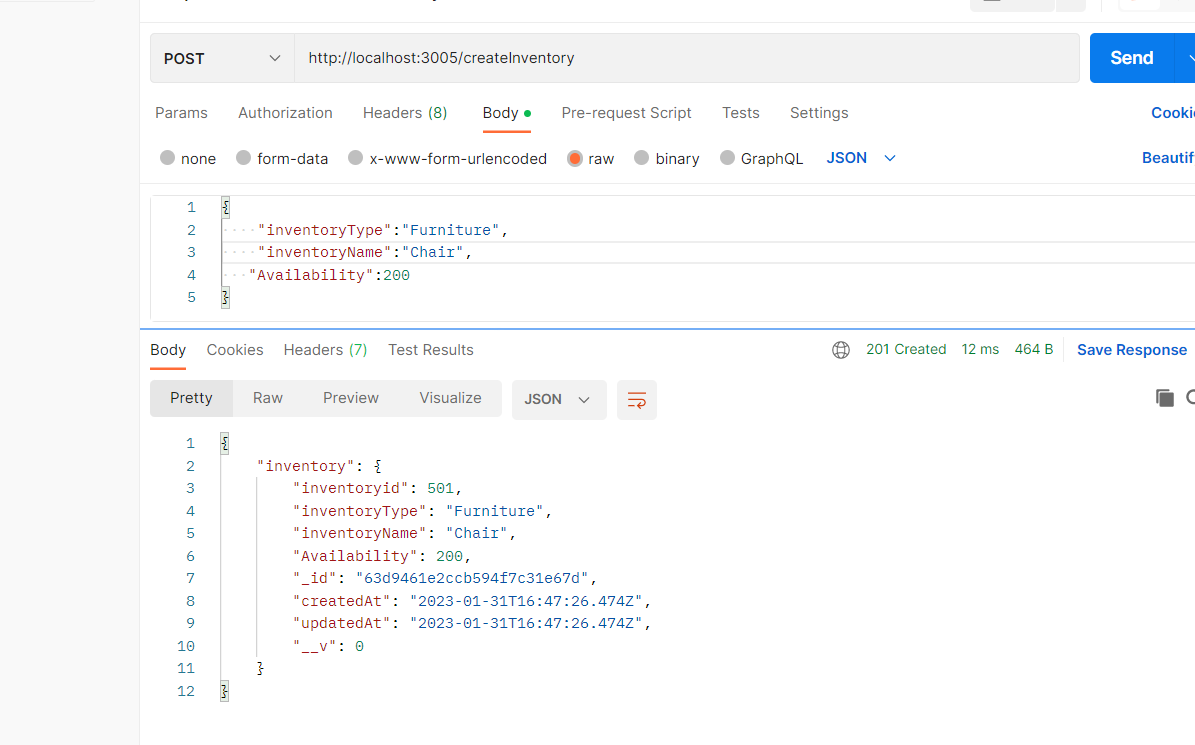 POST http://localhost:3005/createInventory Send
Params Authorization Headers (8) Body Pre-request Script Tests Settings Cookie
none form-data x-www-form-urlencoded raw binary GraphQL JSON Beautif
1 {
2 "inventoryType":"Furniture",
3 "inventoryName":"Chair",
4 "Availability":200
5 }
Body Cookies Headers (7) Test Results 201 Created 12 ms 464 B Save Response
Pretty Raw Preview Visualize JSON
1 {
2 "inventory": {
3 "inventoryid": 501,
4 "inventoryType": "Furniture",
5 "inventoryName": "Chair",
6 "Availability": 200,
7 "_id": "63d9461e2ccb594f7c31e67d",
8 "createdAt": "2023-01-31T16:47:26.474Z",
9 "updatedAt": "2023-01-31T16:47:26.474Z",
10 "__v": 0
11 }
12 }